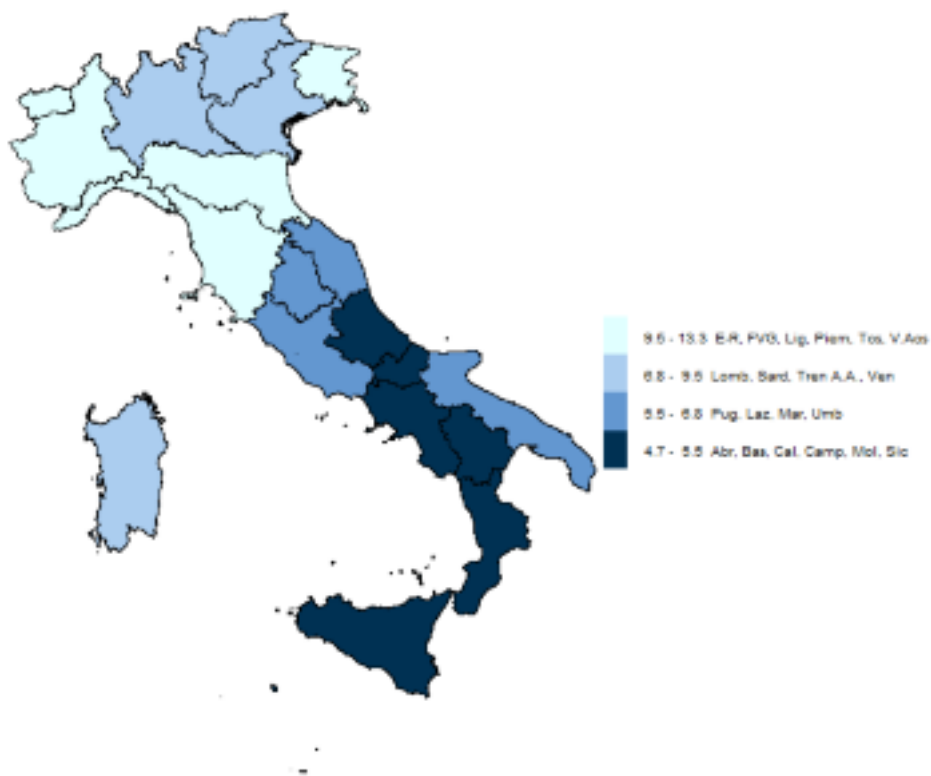 9.5 - 13.3 E-R, FVG, Lig, Piem, Tos, V.Aos
6.8 - 9.5 Lomb, Sard, Tren A.A., Ven
5.5 - 6.8 Pug, Laz, Mar, Umb
4.7 - 5.5 Abr, Bas, Cal, Camp, Mol, Sic